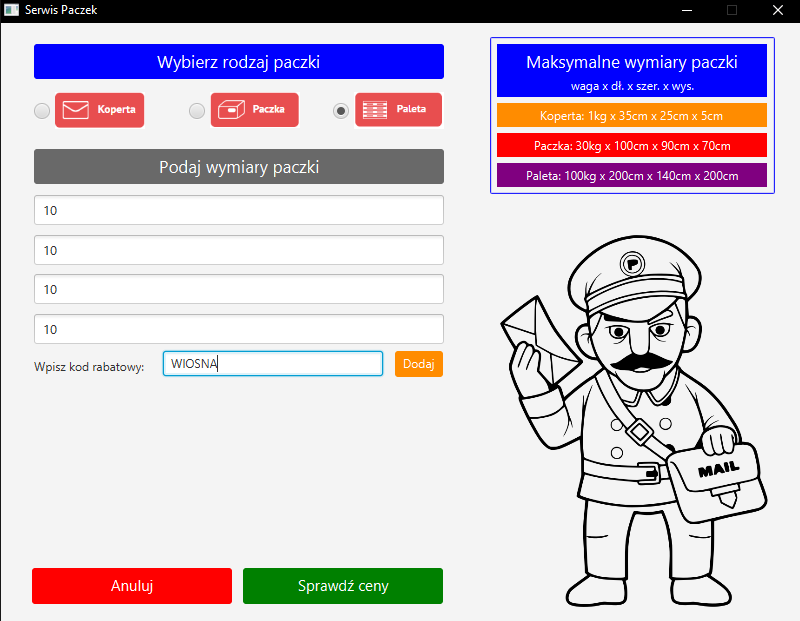 Serwis Paczek
Wybierz rodzaj paczki
Koperta
Paczka
Paleta
Podaj wymiary paczki
10
10
10
10
Wpisz kod rabatowy:
WIOSNA
Dodaj
Anuluj
Sprawdź ceny
Maksymalne wymiary paczki
waga x dł. x szer. x wys.
Koperta: 1kg x 35cm x 25cm x 5cm
Paczka: 30kg x 100cm x 90cm x 70cm
Paleta: 100kg x 200cm x 140cm x 200cm
P
MAIL